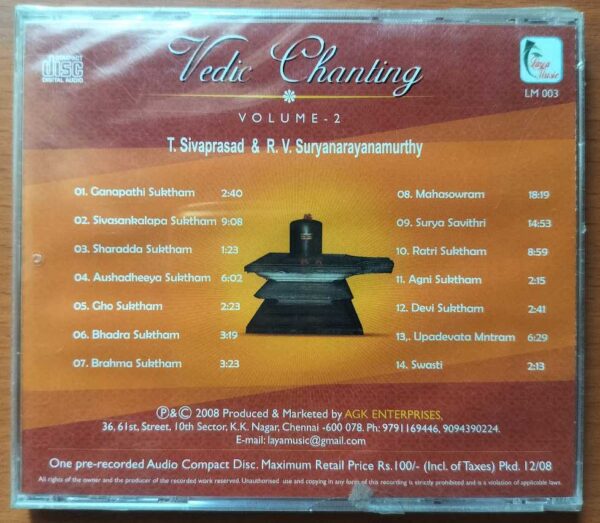 COMPACT
disc
DIGITAL AUDIO
Vedic Chanting
Laya
Music
LM 003
VOLUME - 2
T. Sivaprasad & R. V. Suryanarayanamurthy
01. Ganapathi Suktham 2:40
02. Sivasankalapa Suktham 9:08
03. Sharadda Suktham 1:23
04. Aushadheeya Suktham 6:02
05. Gho Suktham 2:23
06. Bhadra Suktham 3:19
07. Brahma Suktham 3:23
08. Mahasowram 18:19
09. Surya Savithri 14:53
10. Ratri Suktham 8:59
11. Agni Suktham 2:15
12. Devi Suktham 2:41
13,. Upadevata Mntram 6:29
14. Swasti 2:13
℗&© 2008 Produced & Marketed by AGK ENTERPRISES,
36, 61st, Street, 10th Sector, K.K. Nagar, Chennai -600 078. Ph: 9791169446, 9094390224.
E-mail: layamusic@gmail.com
One pre-recorded Audio Compact Disc. Maximum Retail Price Rs.100/- (Incl. of Taxes) Pkd. 12/08
All rights of the owner and the producer of the recorded work reserved. Unauthorised use and copying in any form of this recording is strictly prohibited and is a violation of applicable laws.